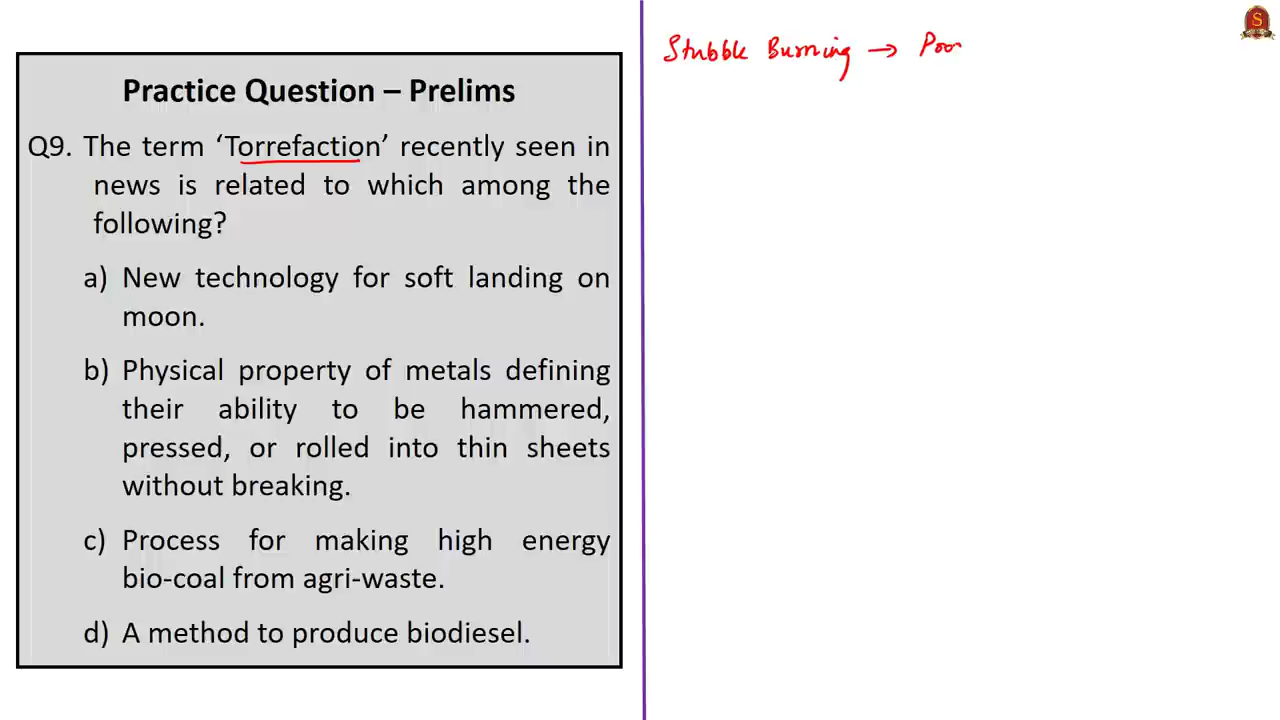 Practice Question – Prelims
Q9. The term ‘Torrefaction’ recently seen in
news is related to which among the
following?
a) New technology for soft landing on
moon.
b) Physical property of metals defining
their ability to be hammered,
pressed, or rolled into thin sheets
without breaking.
c) Process for making high energy
bio-coal from agri-waste.
d) A method to produce biodiesel.
Stubble Burning → Poor
S